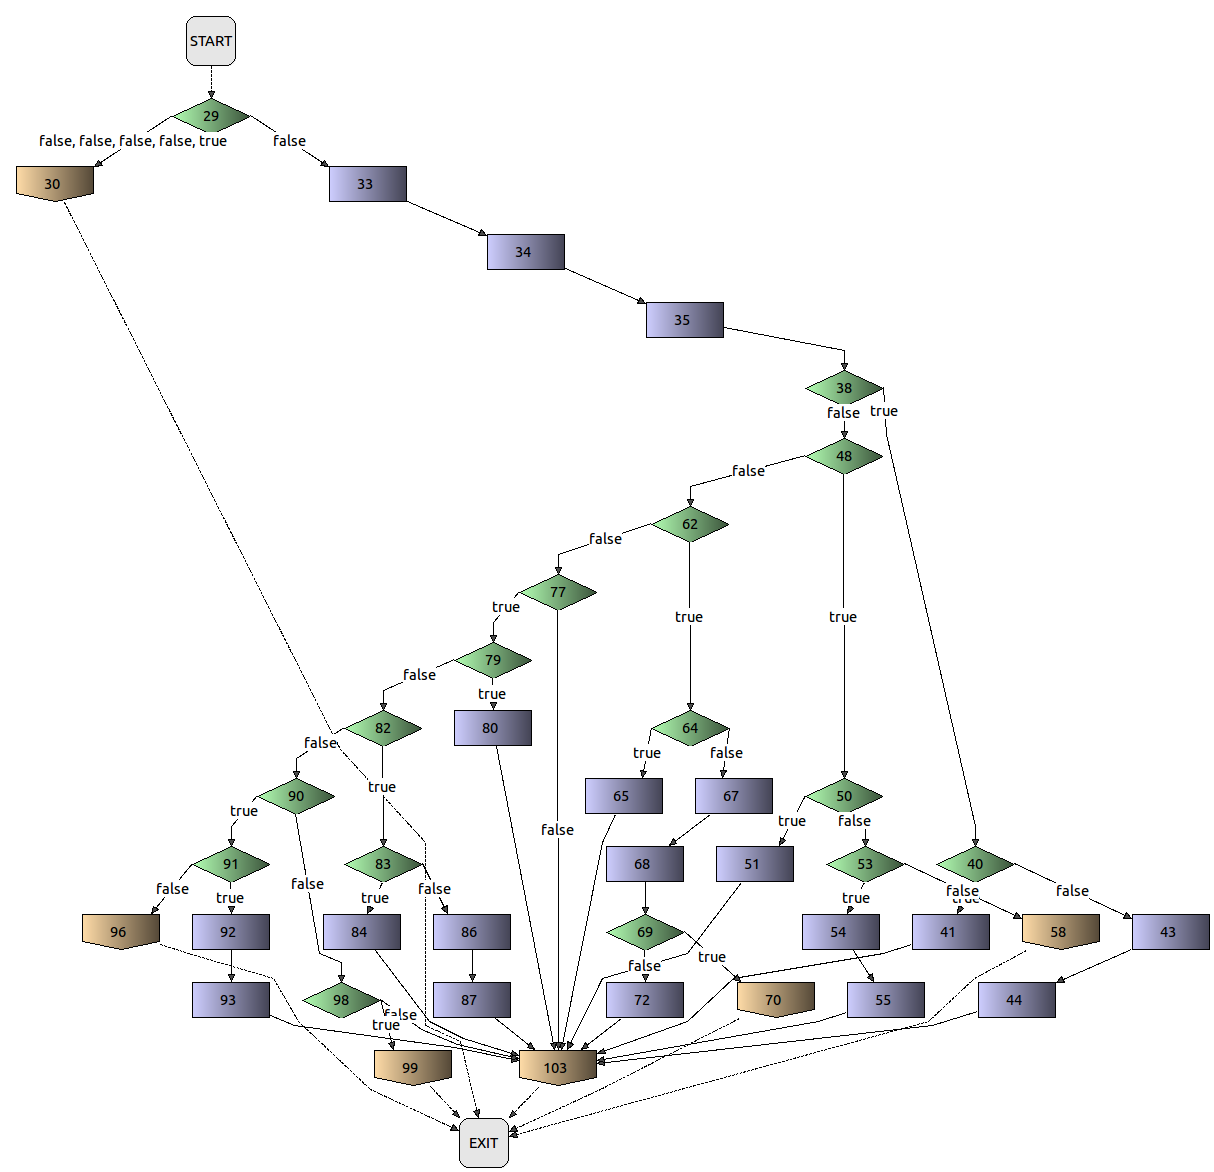 START
29
false, false, false, false, true
false
30
33
34
35
38
false
true
48
false
62
false
77
true
true
true
79
false
true
82
80
64
false
true
false
90
true
65
67
50
true
true
false
false
91
83
68
51
53
40
false
true
false
true
false
true
false
true
false
96
92
84
86
69
54
41
58
43
true
false
93
98
87
72
70
55
44
false
true
99
103
EXIT